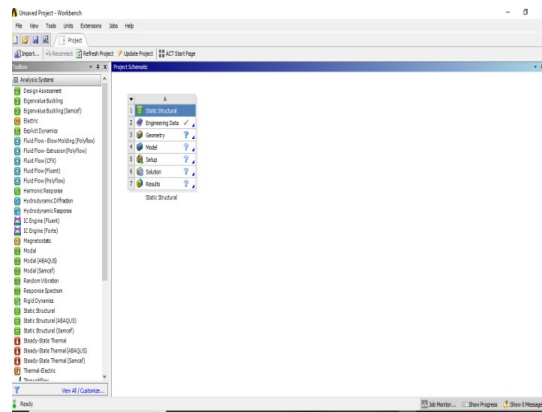 Unsaved Project - Workbench
File View Tools Units Extensions Jobs Help
Project
Import... Reconnect Refresh Project Update Project ACT Start Page
Toolbox
Project Schematic
Analysis Systems
Design Assessment
Eigenvalue Buckling
Eigenvalue Buckling (Samcef)
Electric
Explicit Dynamics
Fluid Flow - Blow Molding (Polyflow)
Fluid Flow - Extrusion (Polyflow)
Fluid Flow (CFX)
Fluid Flow (Fluent)
Fluid Flow (Polyflow)
Harmonic Response
Hydrodynamic Diffraction
Hydrodynamic Response
IC Engine (Fluent)
IC Engine (Forte)
Magnetostatic
Modal
Modal (ABAQUS)
Modal (Samcef)
Random Vibration
Response Spectrum
Rigid Dynamics
Static Structural
Static Structural (ABAQUS)
Static Structural (Samcef)
Steady-State Thermal
Steady-State Thermal (ABAQUS)
Steady-State Thermal (Samcef)
Thermal-Electric
Throughflow
View All / Customize...
A
1 Static Structural
2 Engineering Data
3 Geometry
4 Model
5 Setup
6 Solution
7 Results
Static Structural
Ready
Job Monitor... Show Progress Show 0 Message